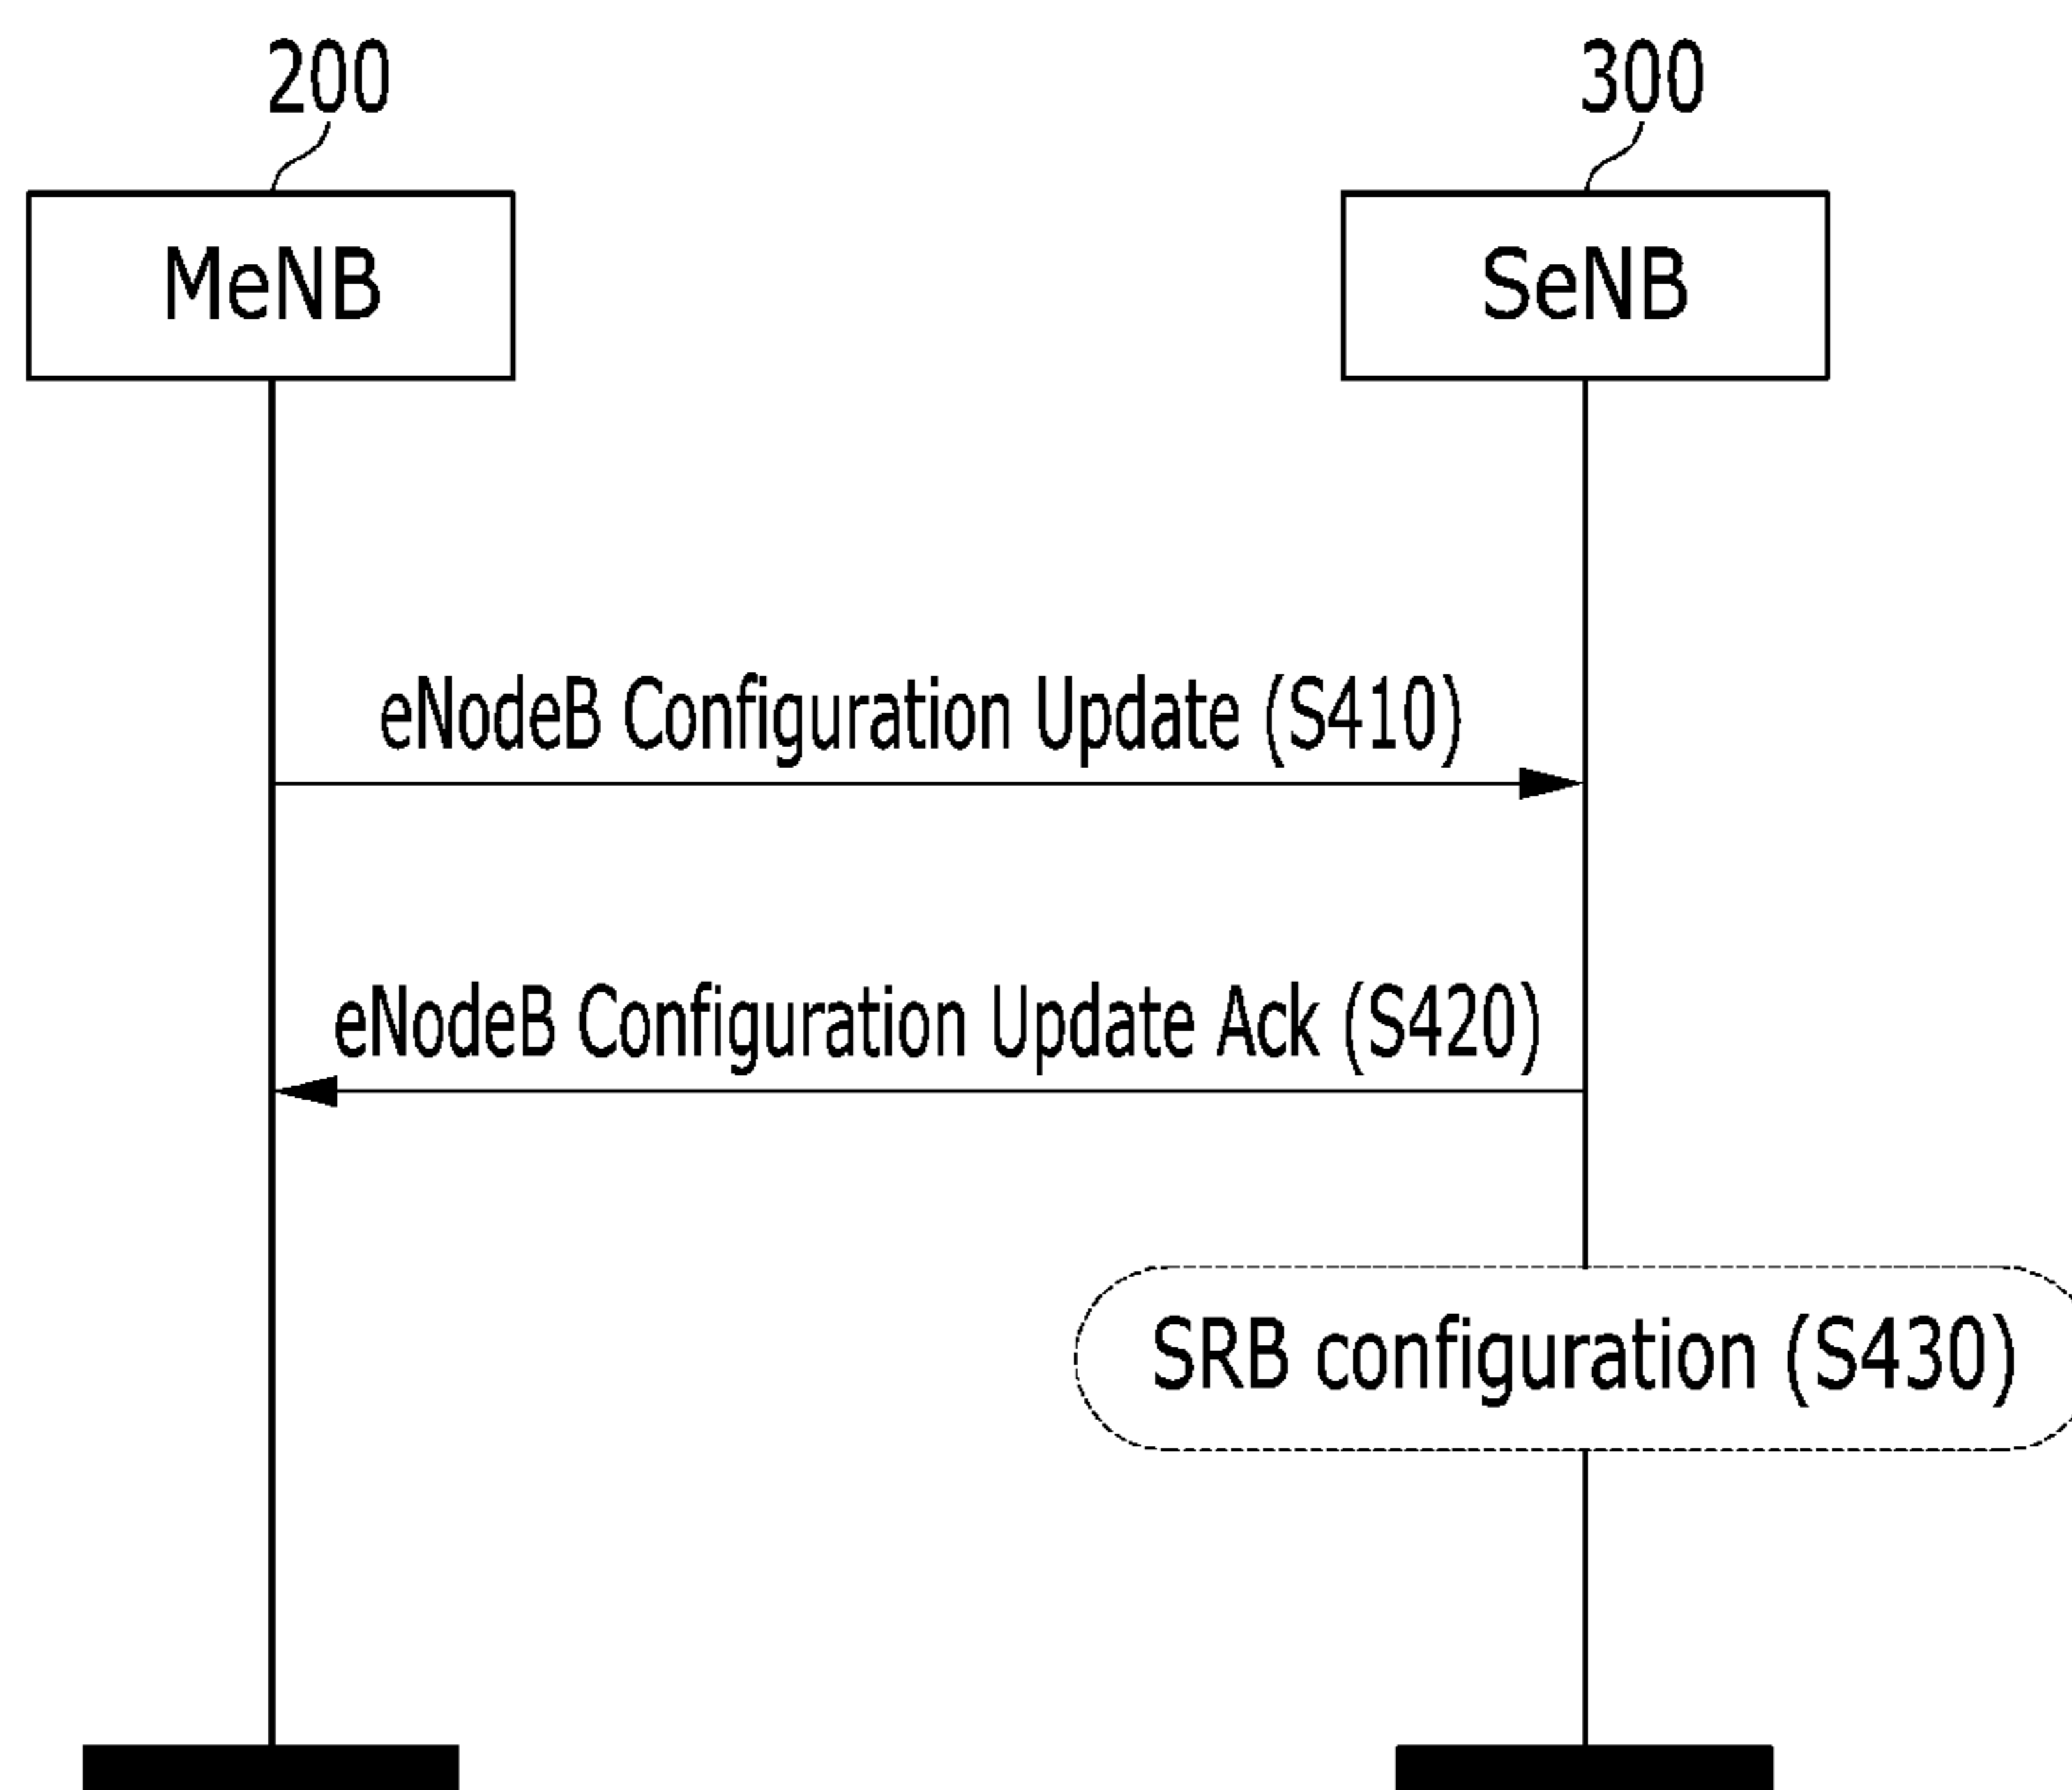 200
300
MeNB
SeNB
eNodeB Configuration Update (S410)
eNodeB Configuration Update Ack (S420)
SRB configuration (S430)